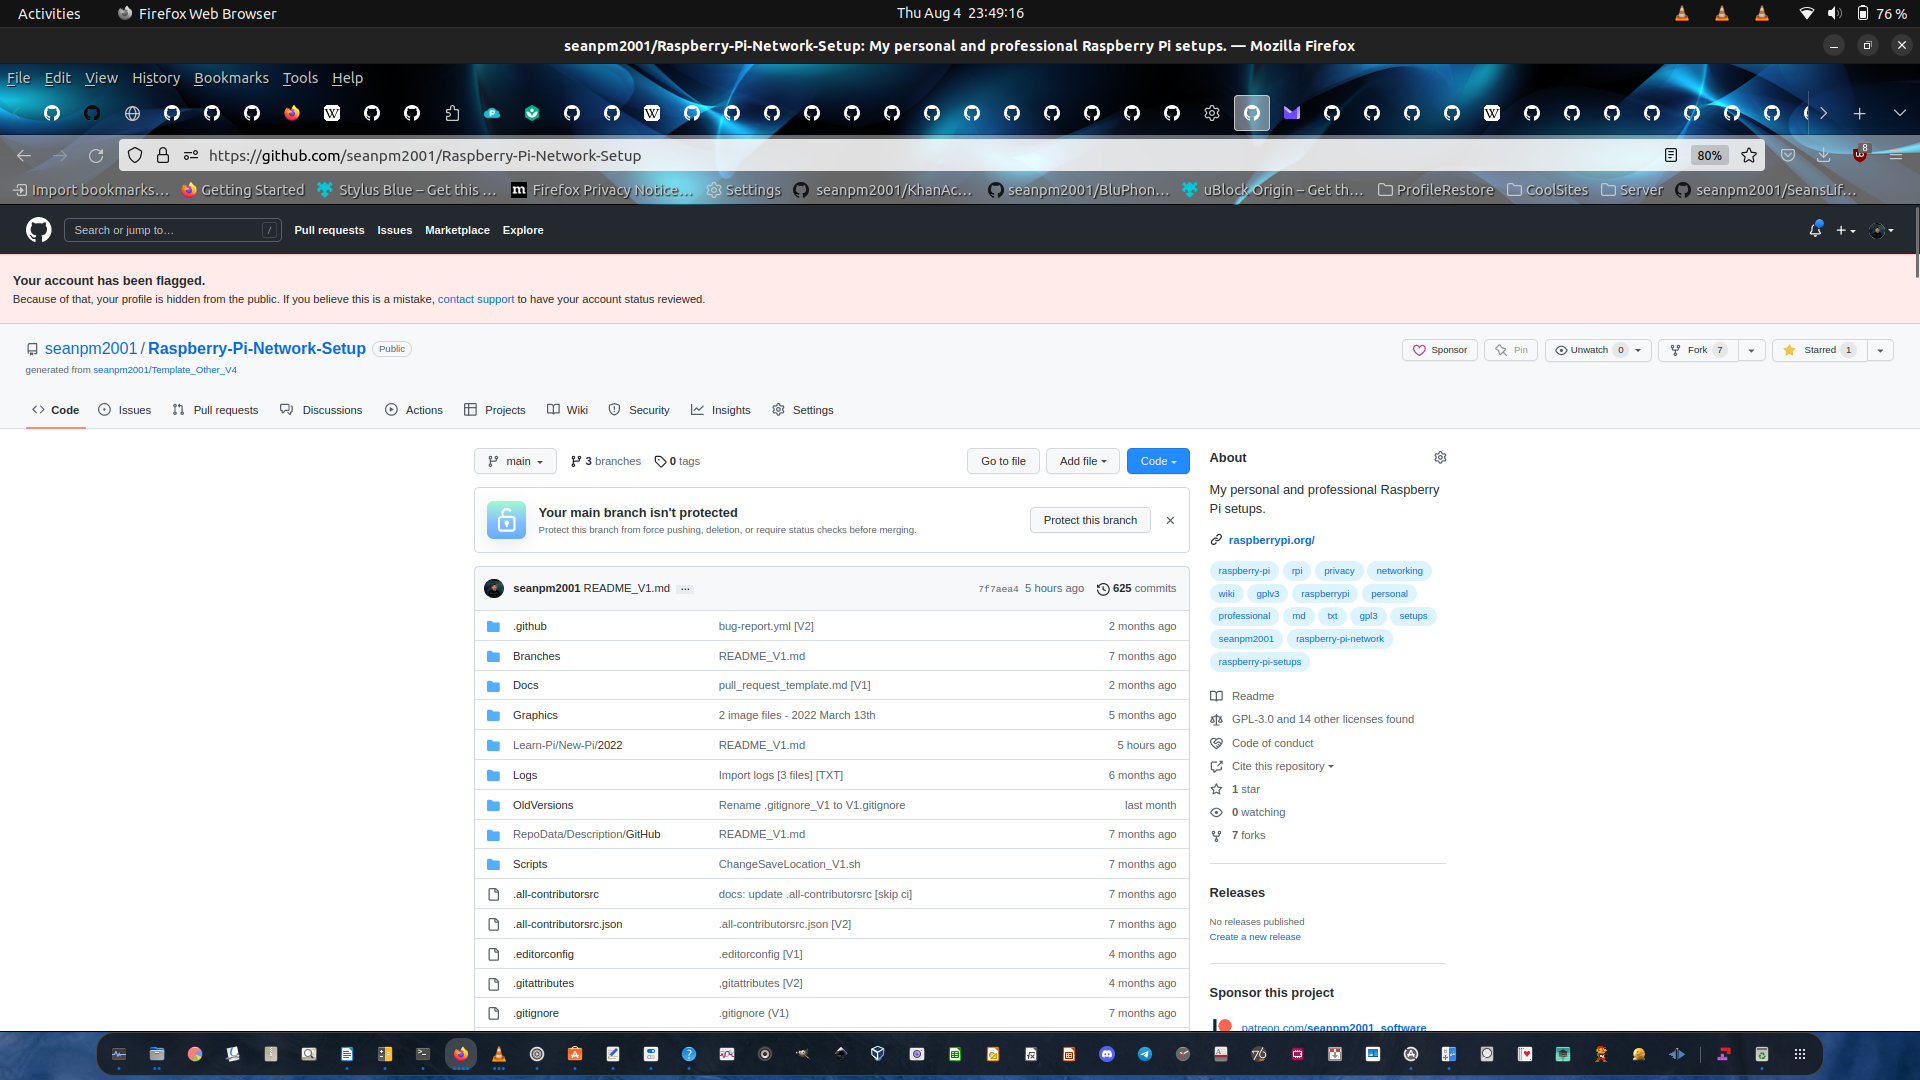 Activities
Firefox Web Browser
Thu Aug 4 23:49:16
76 %
seanpm2001/Raspberry-Pi-Network-Setup: My personal and professional Raspberry Pi setups. — Mozilla Firefox
File Edit View History Bookmarks Tools Help
https://github.com/seanpm2001/Raspberry-Pi-Network-Setup
80%
8
Import bookmarks… Getting Started Stylus Blue – Get this … Firefox Privacy Notice… Settings seanpm2001/KhanAc… seanpm2001/BluPhon… uBlock Origin – Get th… ProfileRestore CoolSites Server seanpm2001/SeansLif…
Search or jump to… /
Pull requests Issues Marketplace Explore
Your account has been flagged.
Because of that, your profile is hidden from the public. If you believe this is a mistake, contact support to have your account status reviewed.
seanpm2001 / Raspberry-Pi-Network-Setup Public
generated from seanpm2001/Template_Other_V4
Sponsor Pin Unwatch 0 Fork 7 Starred 1
Code Issues Pull requests Discussions Actions Projects Wiki Security Insights Settings
main 3 branches 0 tags
Go to file Add file Code
Your main branch isn't protected
Protect this branch from force pushing, deletion, or require status checks before merging.
Protect this branch
seanpm2001 README_V1.md … 7f7aea4 5 hours ago 625 commits
.github bug-report.yml [V2] 2 months ago
Branches README_V1.md 7 months ago
Docs pull_request_template.md [V1] 2 months ago
Graphics 2 image files - 2022 March 13th 5 months ago
Learn-Pi/New-Pi/2022 README_V1.md 5 hours ago
Logs Import logs [3 files] [TXT] 6 months ago
OldVersions Rename .gitignore_V1 to V1.gitignore last month
RepoData/Description/GitHub README_V1.md 7 months ago
Scripts ChangeSaveLocation_V1.sh 7 months ago
.all-contributorsrc docs: update .all-contributorsrc [skip ci] 7 months ago
.all-contributorsrc.json .all-contributorsrc.json [V2] 7 months ago
.editorconfig .editorconfig [V1] 4 months ago
.gitattributes ,gitattributes [V2] 4 months ago
.gitignore .gitignore (V1) 7 months ago
About
My personal and professional Raspberry
Pi setups.
raspberrypi.org/
raspberry-pi rpi privacy networking
wiki gplv3 raspberrypi personal
professional md txt gpl3 setups
seanpm2001 raspberry-pi-network
raspberry-pi-setups
Readme
GPL-3.0 and 14 other licenses found
Code of conduct
Cite this repository
1 star
0 watching
7 forks
Releases
No releases published
Create a new release
Sponsor this project
patreon.com/seanpm2001_software